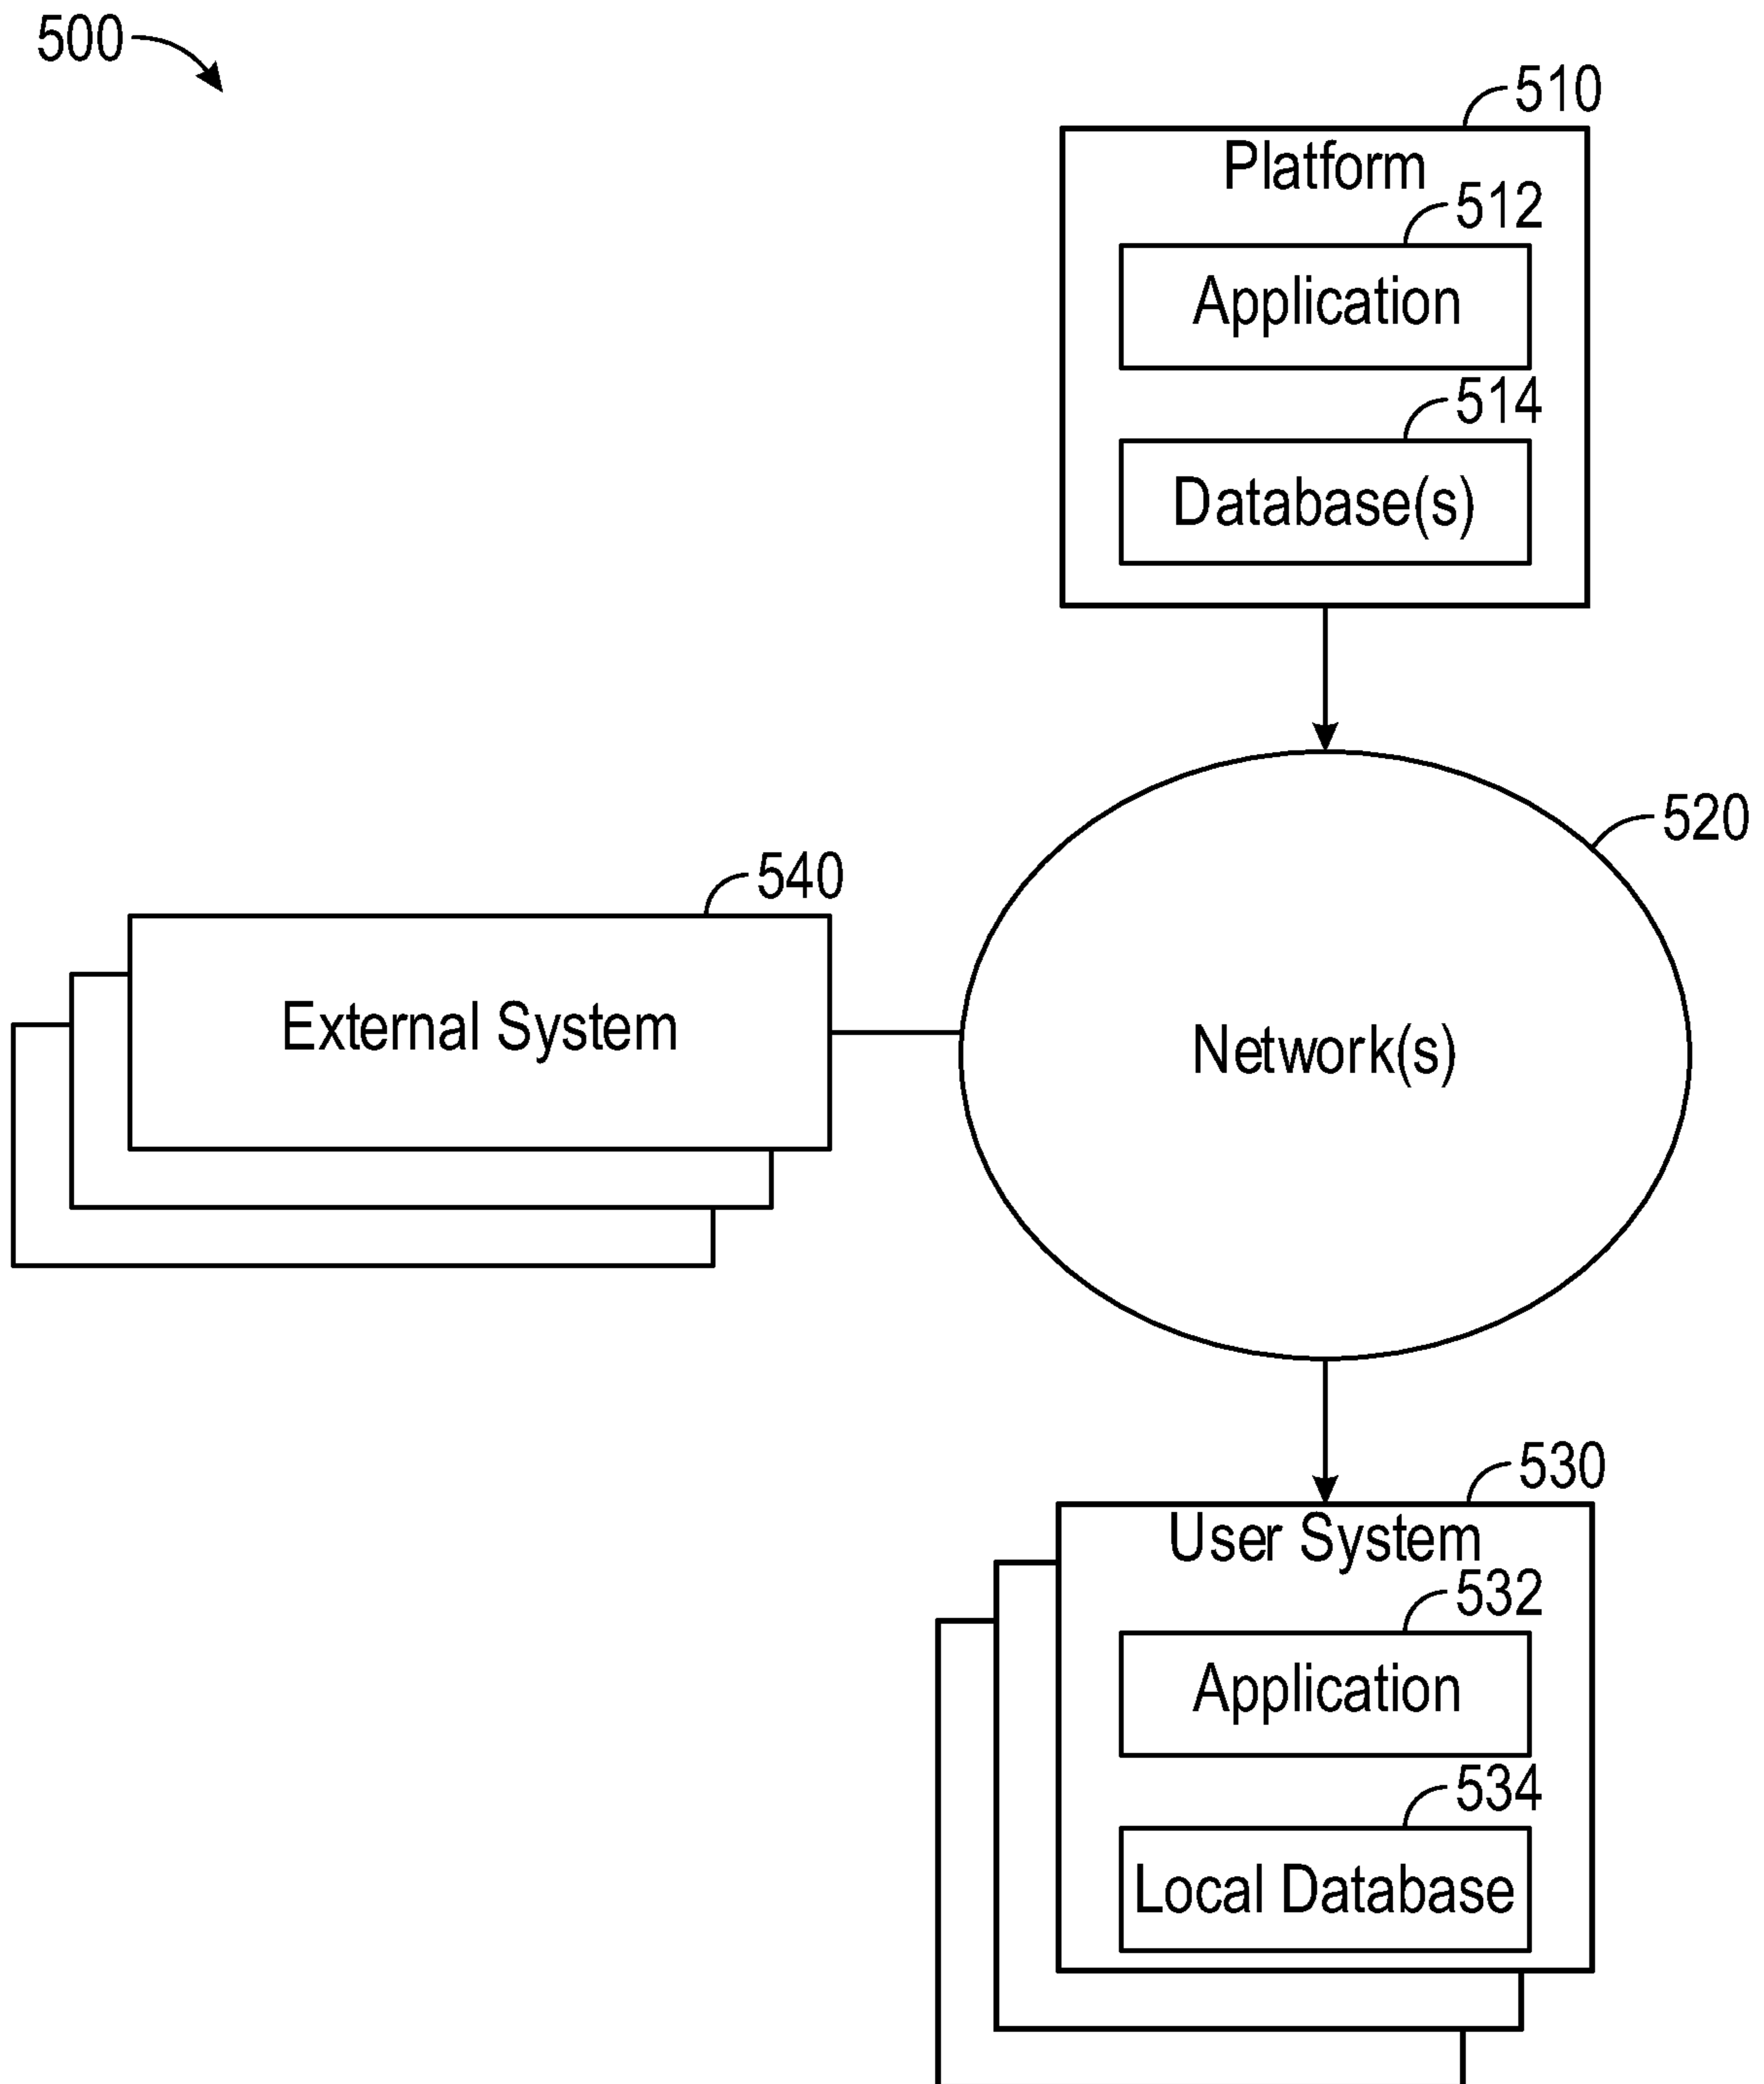 500
510
Platform
512
Application
514
Database(s)
520
540
External System
Network(s)
530
User System
532
Application
534
Local Database